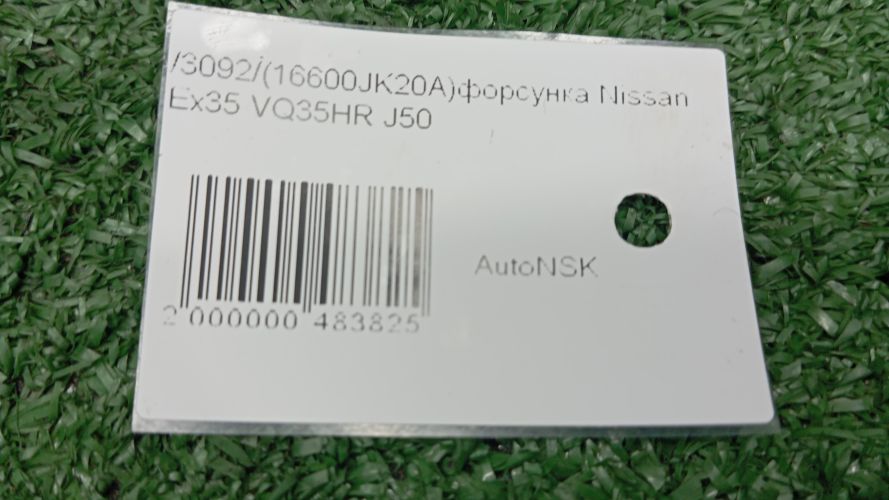 /3092/(16600JK20A)форсунка Nissan
Ex35 VQ35HR J50
AutoNSK
2 000000 483825